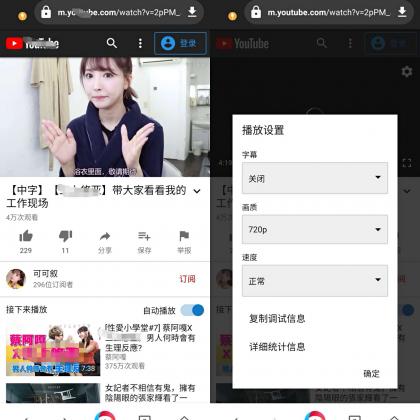 m.youtube.com/watch?v=2pPM_
YouTube
登录
浴衣里面，敬请期待
【中字】【
】带大家看看我的
工作现场
4万次观看
229
11
分享
保存
举报
可可叙
296位订阅者
订阅
接下来播放
自动播放
[性愛小學堂#7] 蔡阿嘎X
男人何時會有
生理反應?
蔡阿嘎
375万次观看
蔡阿嘎
7:38
女記者不相信有鬼，擁有
陰陽眼的張家輝看了一
m.youtube.com/watch?v=2pPM_
YouTube
登录
4:19
播放设置
字幕
关闭
画质
720p
速度
正常
复制调试信息
详细统计信息
确定